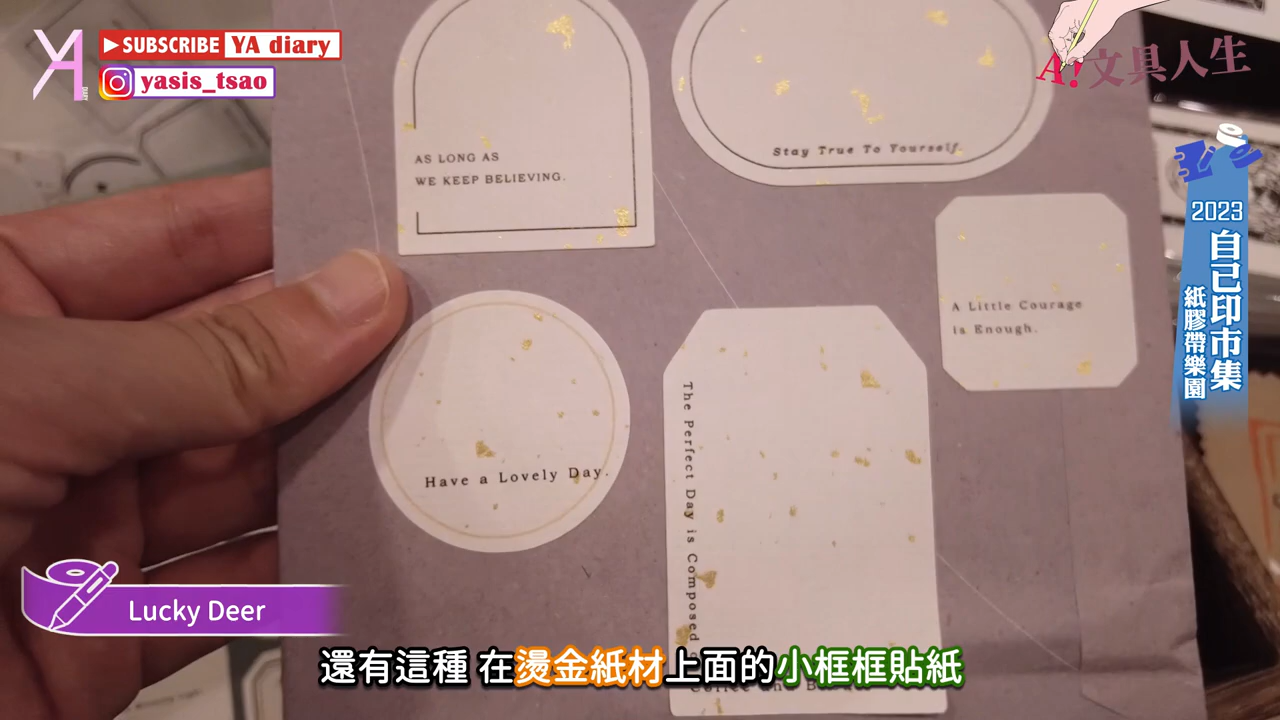 YA
SUBSCRIBE YA diary
yasis_tsao
A!文具人生
2023
自己印市集
紙膠帶樂園
AS LONG AS
WE KEEP BELIEVING.
Stay True To Yourself.
A Little Courage
is Enough.
Have a Lovely Day.
The Perfect Day is Composed
Lucky Deer
還有這種 在燙金紙材上面的小框框貼紙